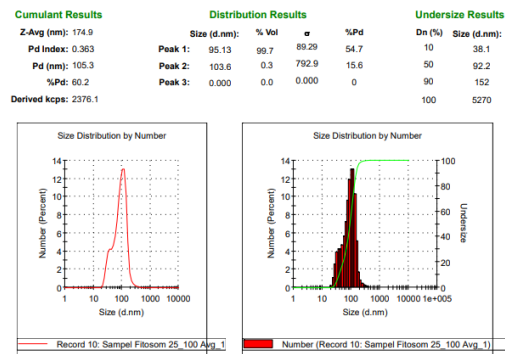 Cumulant Results Distribution Results Undersize Results
Size (d.nm): % Vol σ %Pd Dn (%) Size (d.nm):
Z-Avg (nm): 174.9
Pd Index: 0.363 Peak 1: 95.13 99.7 89.29 54.7 10 38.1
Pd (nm): 105.3 Peak 2: 103.6 0.3 792.9 15.6 50 92.2
%Pd: 60.2 Peak 3: 0.000 0.0 0.000 0 90 152
Derived kcps: 2376.1 100 5270
Size Distribution by Number
14
12
10
8
6
4
2
0
Number (Percent)
1 10 100 1000 10000
Size (d.nm)
Record 10: Sampel Fitosom 25_100 Avg_1
Size Distribution by Number
14
12
10
8
6
4
2
0
Number (Percent)
100
80
60
40
20
0
Undersize
1 10 100 1000 10000 1e+005
Size (d.nm)
Number (Record 10: Sampel Fitosom 25_100 Avg_1)